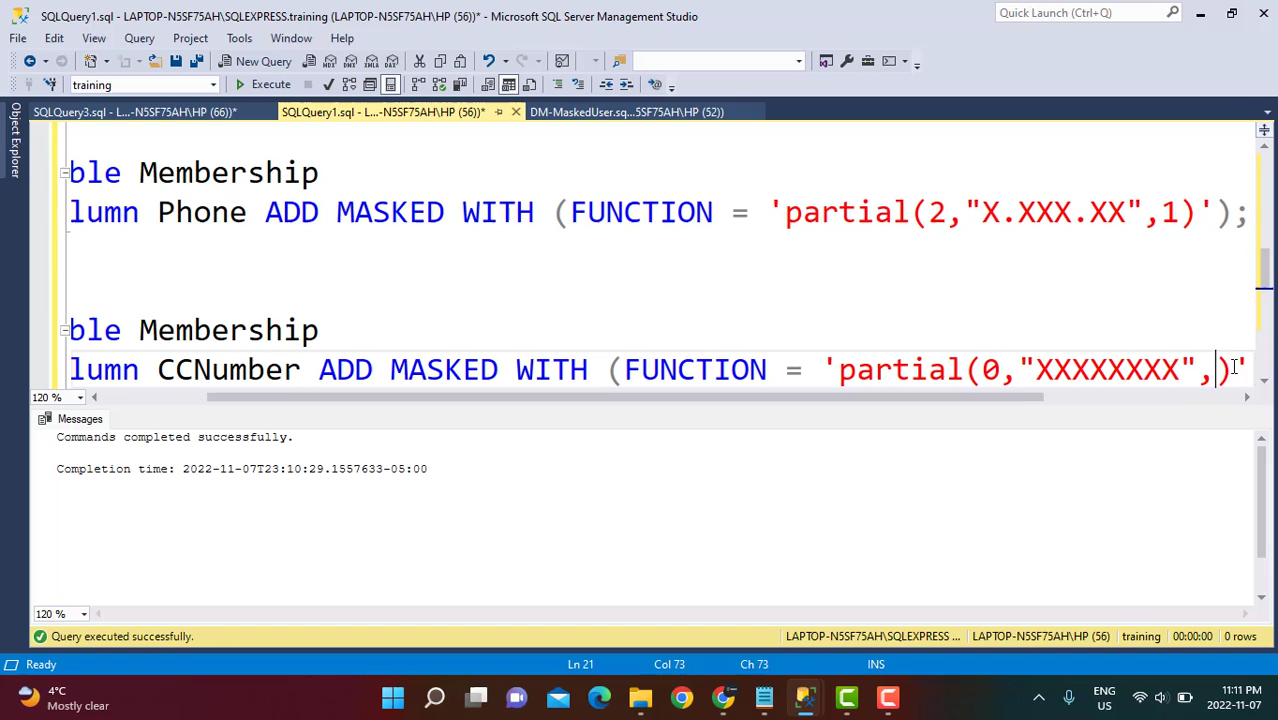 SQLQuery1.sql - LAPTOP-N5SF75AH\SQLEXPRESS.training (LAPTOP-N5SF75AH\HP (56))* - Microsoft SQL Server Management Studio
Quick Launch (Ctrl+Q)
File Edit View Query Project Tools Window Help
New Query MDX DMX XMLA DAX
training Execute
SQLQuery3.sql - L...-N5SF75AH\HP (66))* SQLQuery1.sql - L...-N5SF75AH\HP (56))* DM-MaskedUser.sq...5SF75AH\HP (52))
Object Explorer
ble Membership
lumn Phone ADD MASKED WITH (FUNCTION = 'partial(2,"X.XXX.XX",1)');
ble Membership
lumn CCNumber ADD MASKED WITH (FUNCTION = 'partial(0,"XXXXXXXX",)'
120 %
Messages
Commands completed successfully.
Completion time: 2022-11-07T23:10:29.1557633-05:00
120 %
Query executed successfully. LAPTOP-N5SF75AH\SQLEXPRESS ... LAPTOP-N5SF75AH\HP (56) training 00:00:00 0 rows
Ready Ln 21 Col 73 Ch 73 INS
4°C
Mostly clear
ENG
US
11:11 PM
2022-11-07